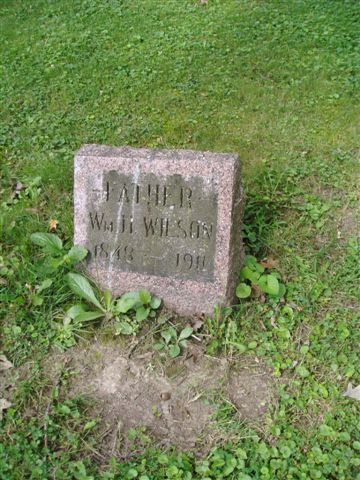 FATHER
Wm. H. WILSON
1848 – 1911